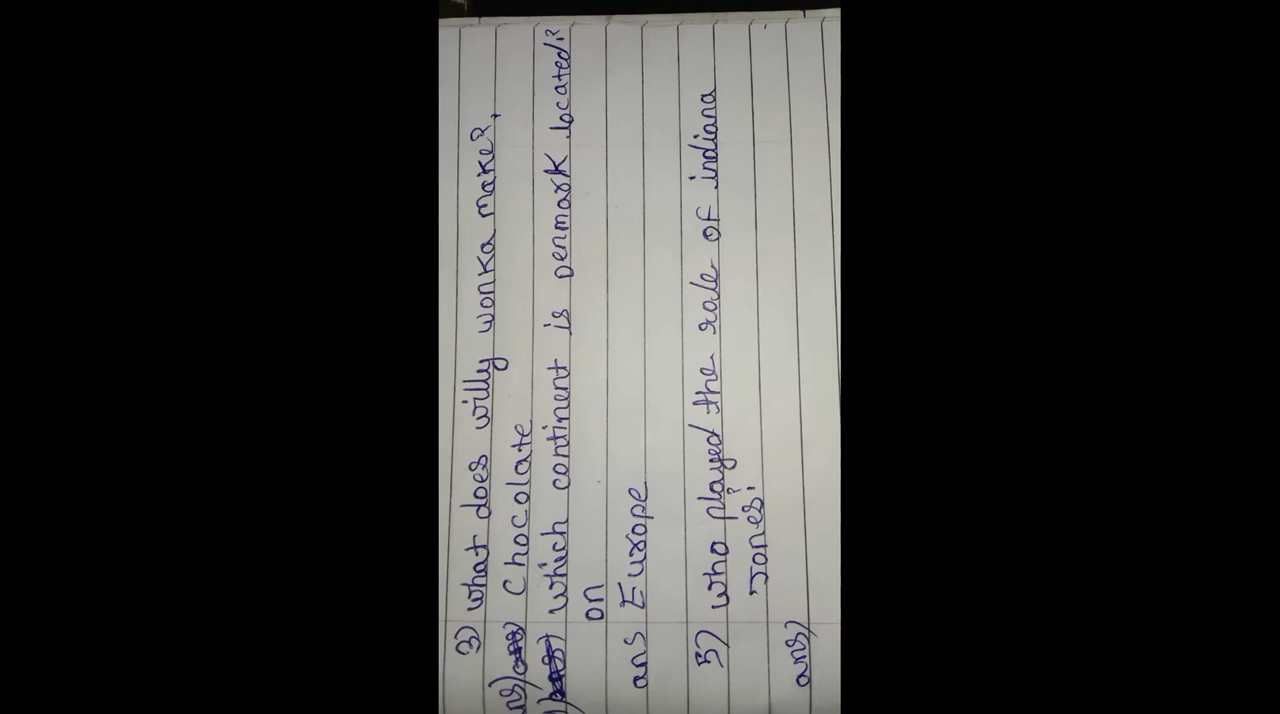 3) what does willy wonka make?,
ans) Chocolate
) which continent is Denmark located?
on
ans Europe
5) who played the role of indiana
Jones?
ans)